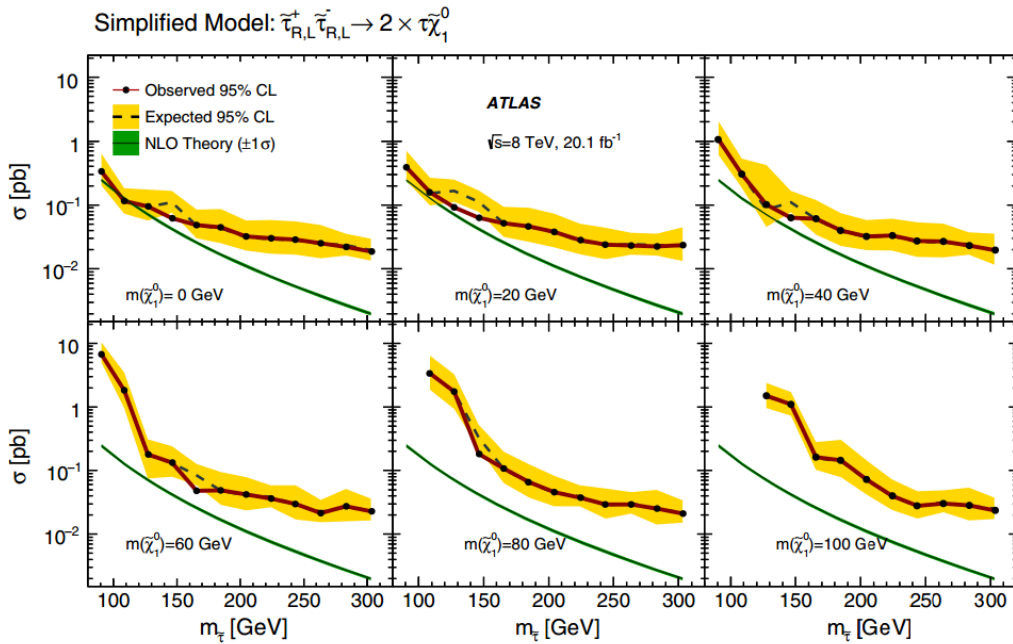 Simplified Model: τ̃⁺R,L τ̃⁻R,L → 2 × τχ̃⁰₁
Observed 95% CL
Expected 95% CL
NLO Theory (±1σ)
ATLAS
√s=8 TeV, 20.1 fb⁻¹
σ [pb]
10
1
10⁻¹
10⁻²
m(χ̃⁰₁)= 0 GeV
m(χ̃⁰₁)=20 GeV
m(χ̃⁰₁)=40 GeV
σ [pb]
10
1
10⁻¹
10⁻²
m(χ̃⁰₁)=60 GeV
m(χ̃⁰₁)=80 GeV
m(χ̃⁰₁)=100 GeV
100 150 200 250 300 100 150 200 250 300 100 150 200 250 300
mτ̃ [GeV] mτ̃ [GeV] mτ̃ [GeV]